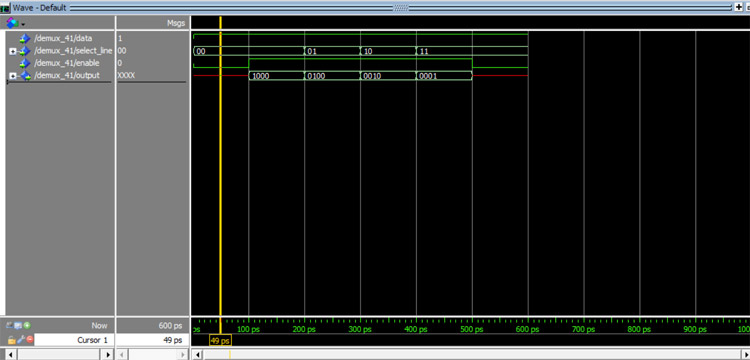 Wave - Default
Msgs
/demux_41/data 1
/demux_41/select_line 00 00 01 10 11
/demux_41/enable 0
/demux_41/output XXXX 1000 0100 0010 0001
Now 600 ps ps 100 ps 200 ps 300 ps 400 ps 500 ps 600 ps 700 ps 800 ps 900 ps 100
Cursor 1 49 ps 49 ps